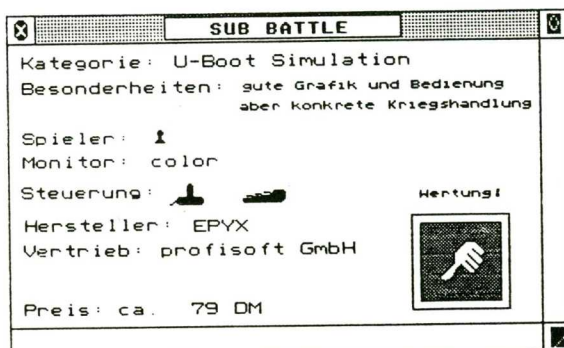 SUB BATTLE
Kategorie: U-Boot Simulation
Besonderheiten: gute Grafik und Bedienung
aber konkrete Kriegshandlung
Spieler:
Monitor: color
Steuerung:
Wertung:
Hersteller: EPYX
Vertrieb: profisoft GmbH
Preis: ca. 79 DM